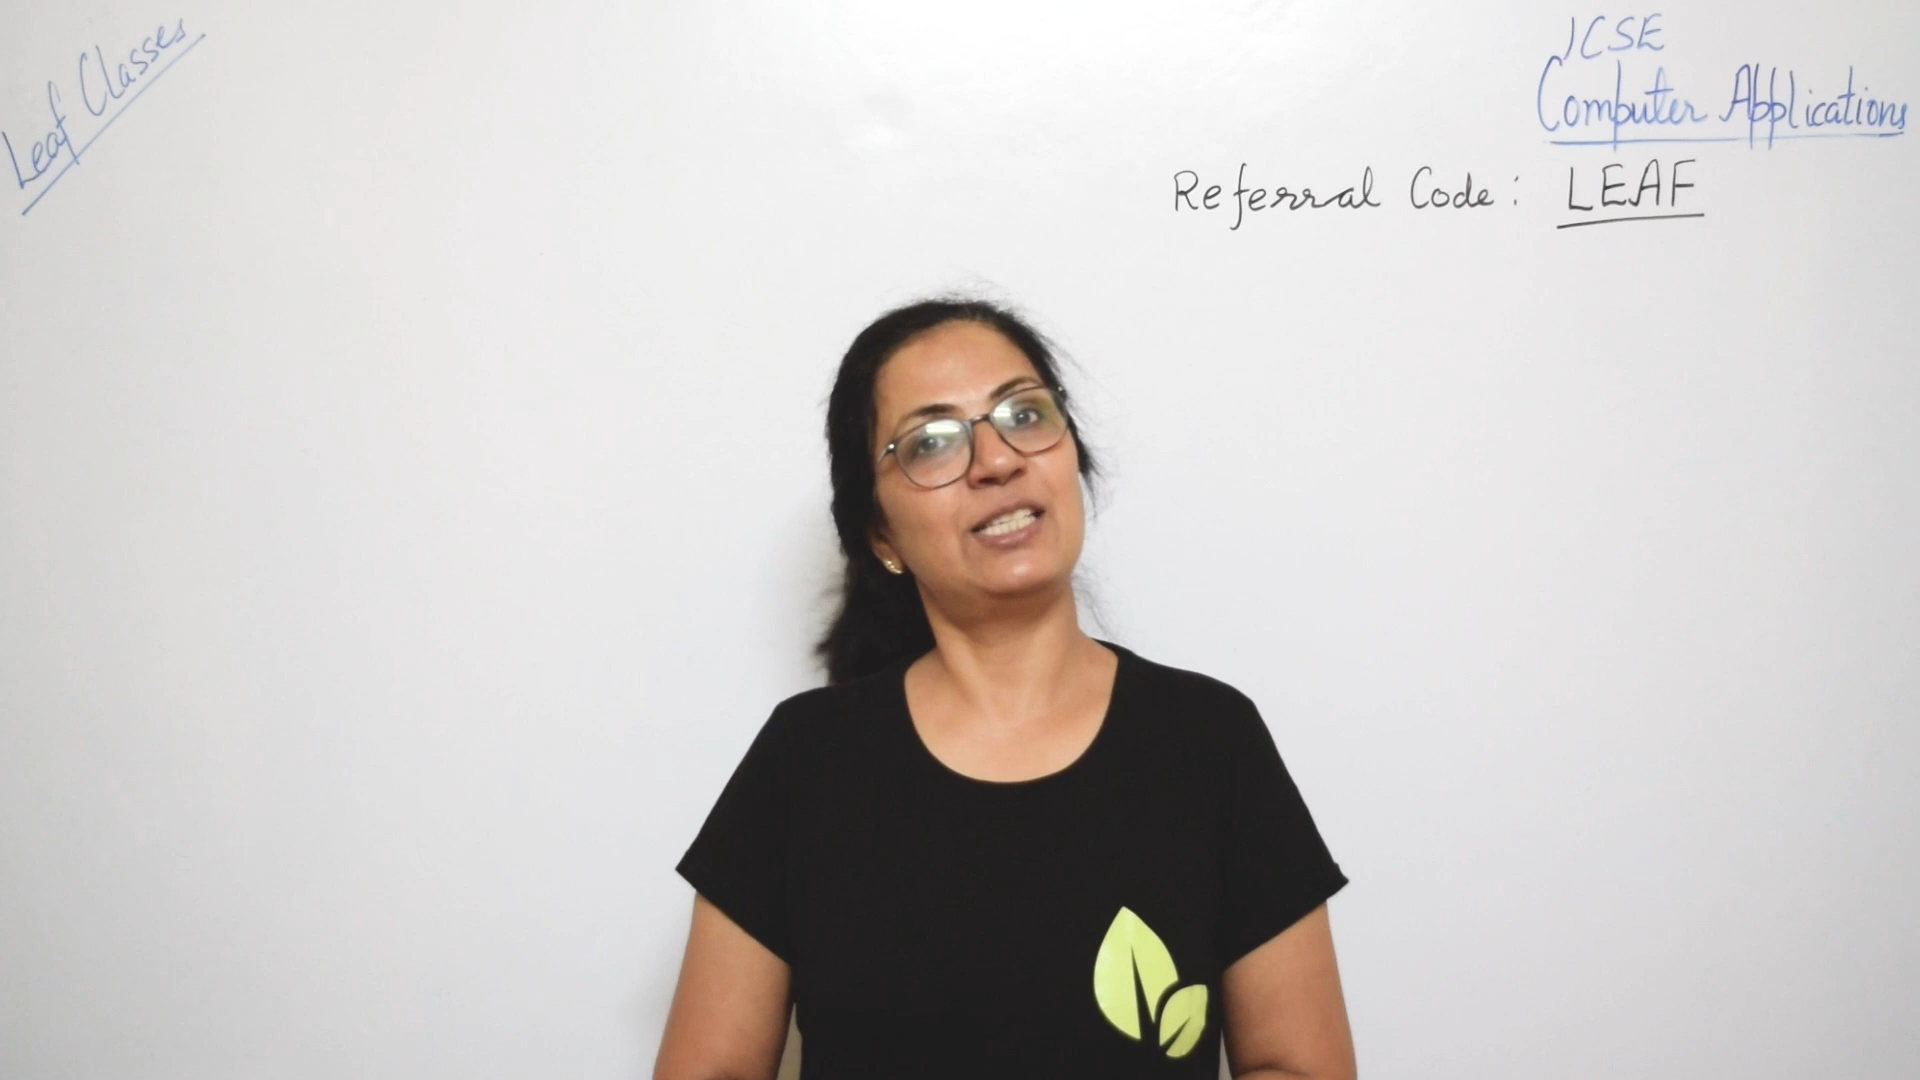 Leaf Classes
ICSE
Computer Applications
Referral Code: LEAF